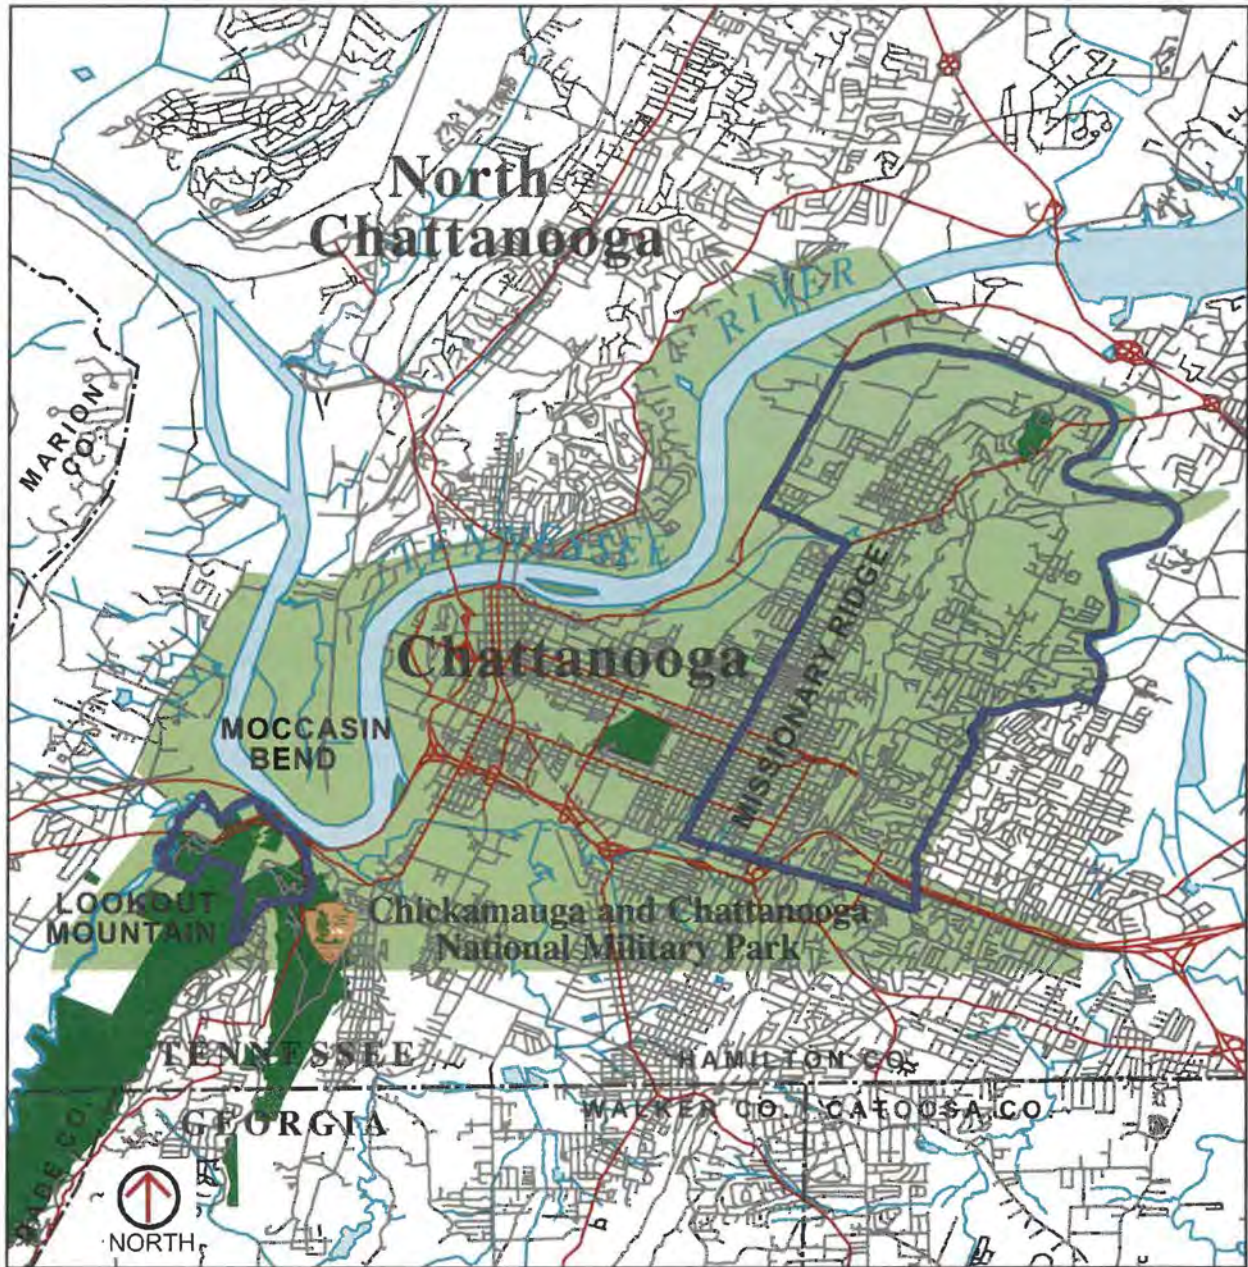 North
Chattanooga
RIVER
MARION
CO.
TENNESSEE
MISSIONARY RIDGE
Chattanooga
MOCCASIN
BEND
LOOKOUT
MOUNTAIN
Chickamauga and Chattanooga
National Military Park
TENNESSEE
HAMILTON CO.
GEORGIA
WALKER CO.
CATOOSA CO.
DADE CO.
NORTH